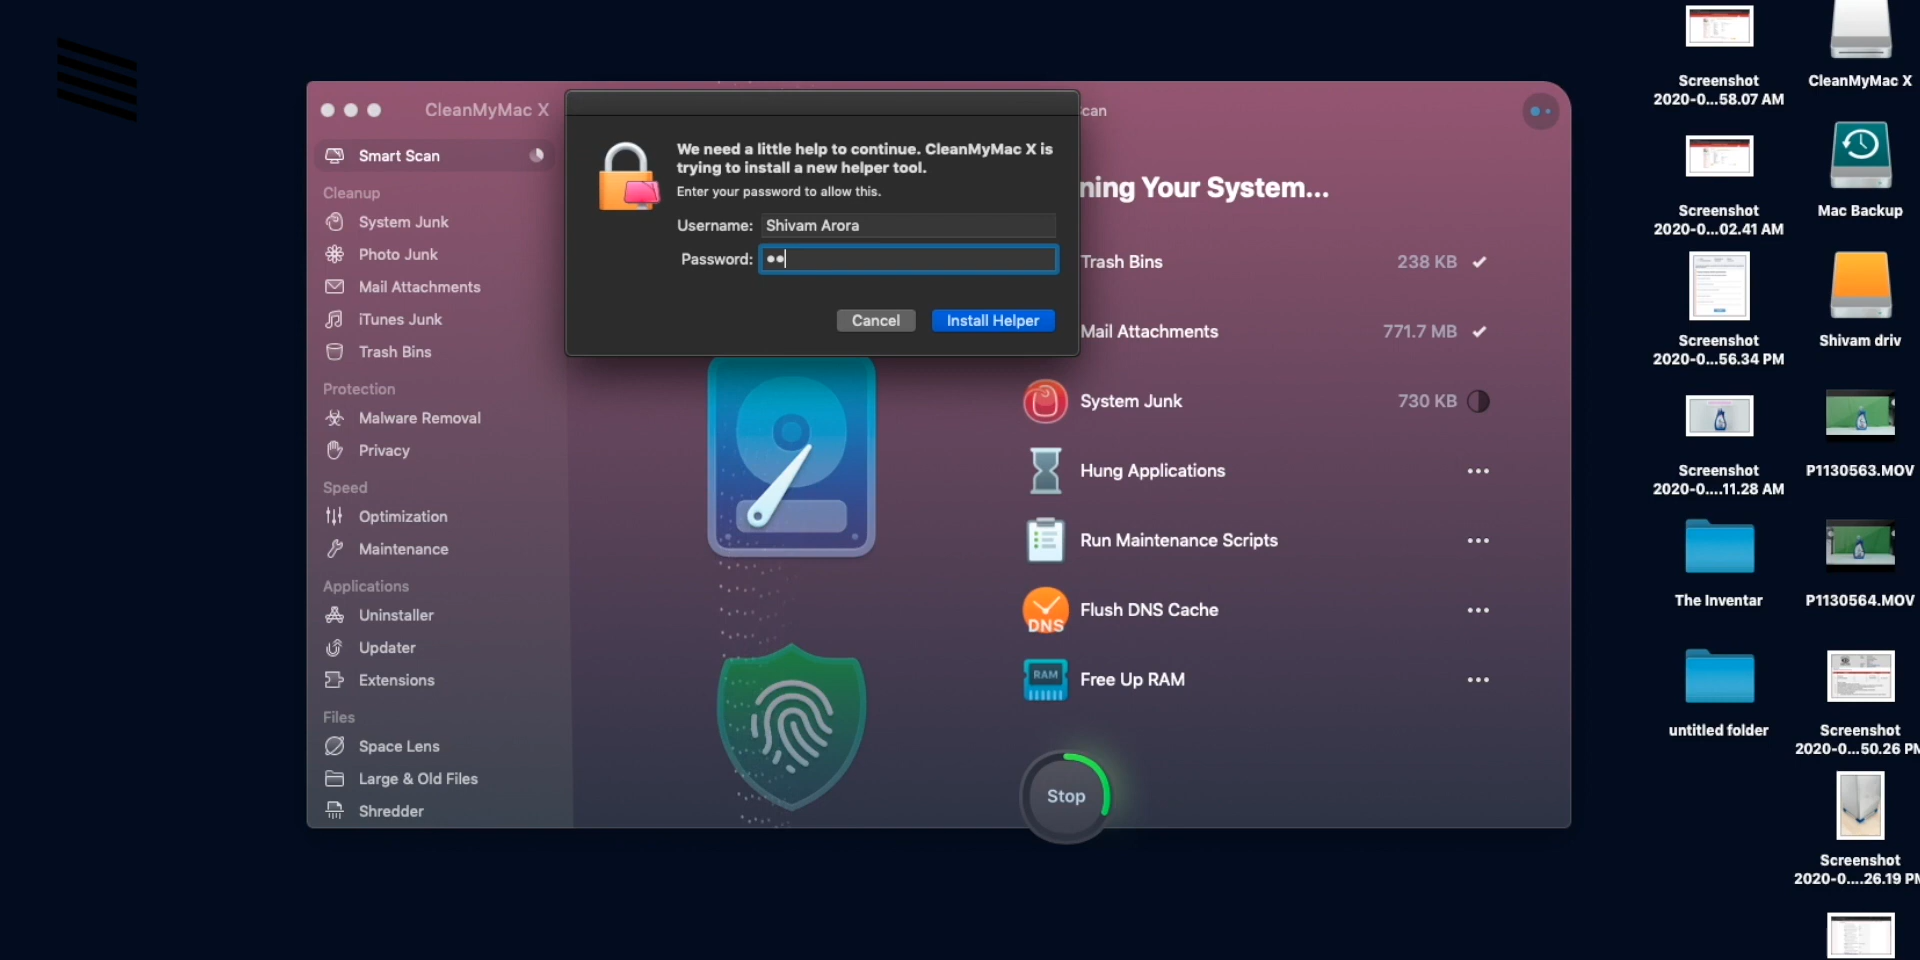 CleanMyMac X
can
Smart Scan
Cleanup
System Junk
Photo Junk
Mail Attachments
iTunes Junk
Trash Bins
Protection
Malware Removal
Privacy
Speed
Optimization
Maintenance
Applications
Uninstaller
Updater
Extensions
Files
Space Lens
Large & Old Files
Shredder
We need a little help to continue. CleanMyMac X is
trying to install a new helper tool.
Enter your password to allow this.
Username: Shivam Arora
Password: ••
Cancel Install Helper
ning Your System...
Trash Bins 238 KB
Mail Attachments 771.7 MB
System Junk 730 KB
Hung Applications
Run Maintenance Scripts
DNS
Flush DNS Cache
RAM
Free Up RAM
Stop
Screenshot
2020-0...58.07 AM
Screenshot
2020-0...02.41 AM
Screenshot
2020-0...56.34 PM
Screenshot
2020-0....11.28 AM
The Inventar
untitled folder
CleanMyMac X
Mac Backup
Shivam driv
P1130563.MOV
P1130564.MOV
Screenshot
2020-0...50.26 PM
Screenshot
2020-0....26.19 PM